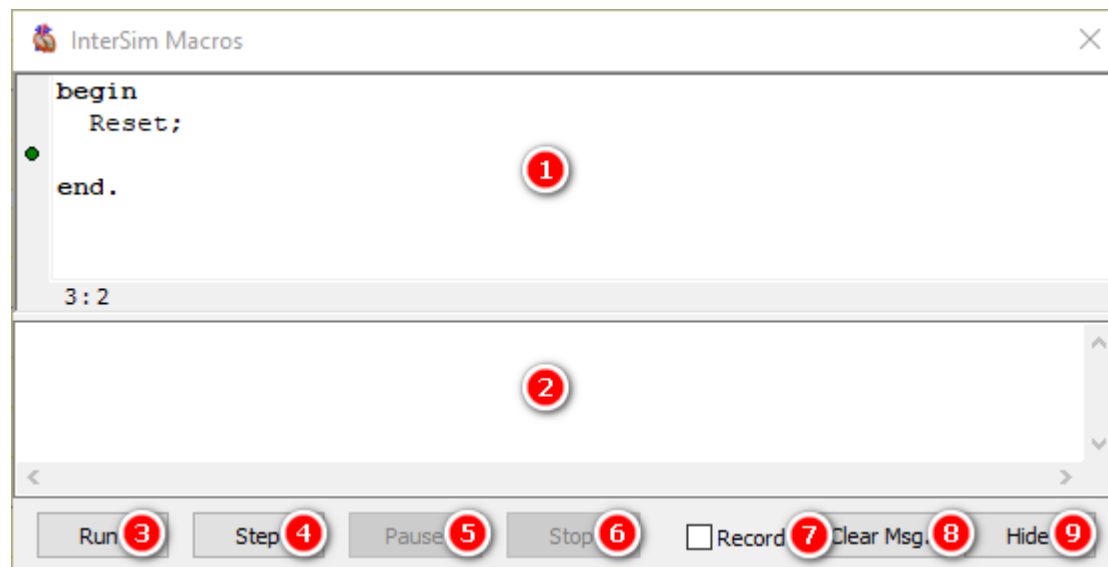 InterSim Macros
begin
Reset;
end.
1
3:2
2
Run 3 Step 4 Pause 5 Stop 6 Record 7 Clear Msg. 8 Hide 9